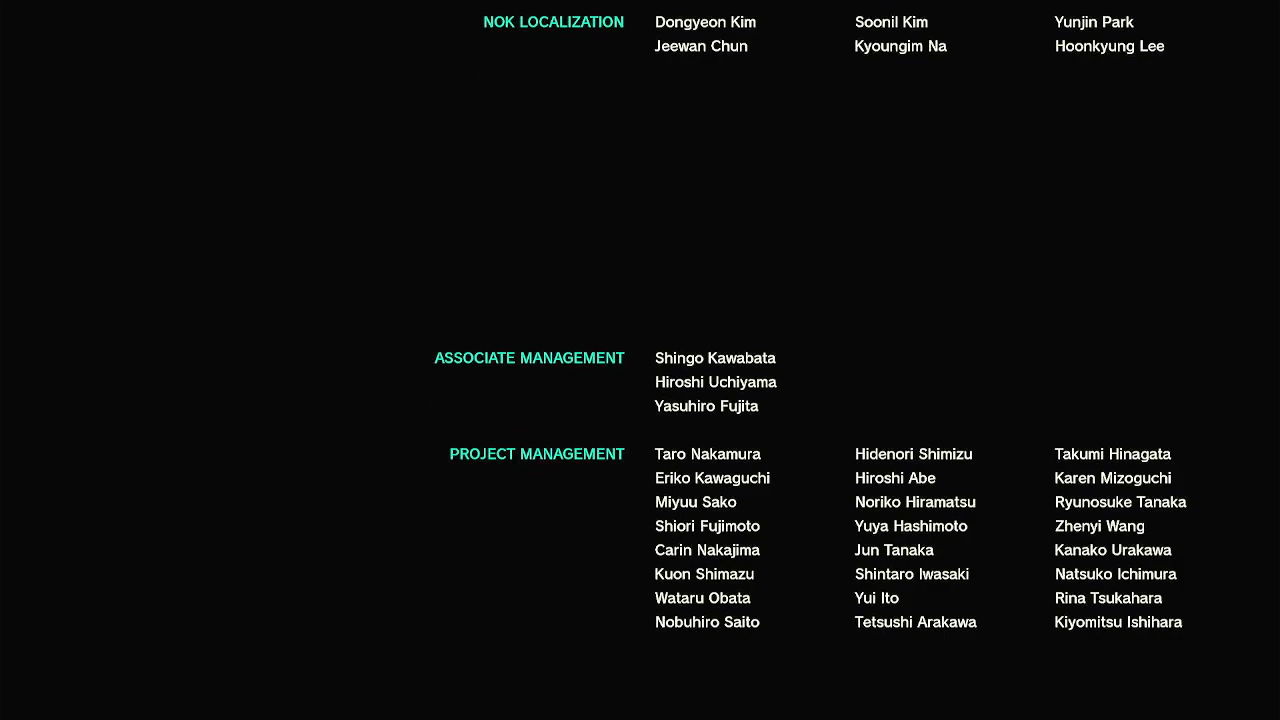 NOK LOCALIZATION Dongyeon Kim Soonil Kim Yunjin Park
Jeewan Chun Kyoungim Na Hoonkyung Lee
ASSOCIATE MANAGEMENT Shingo Kawabata
Hiroshi Uchiyama
Yasuhiro Fujita
PROJECT MANAGEMENT Taro Nakamura Hidenori Shimizu Takumi Hinagata
Eriko Kawaguchi Hiroshi Abe Karen Mizoguchi
Miyuu Sako Noriko Hiramatsu Ryunosuke Tanaka
Shiori Fujimoto Yuya Hashimoto Zhenyi Wang
Carin Nakajima Jun Tanaka Kanako Urakawa
Kuon Shimazu Shintaro Iwasaki Natsuko Ichimura
Wataru Obata Yui Ito Rina Tsukahara
Nobuhiro Saito Tetsushi Arakawa Kiyomitsu Ishihara